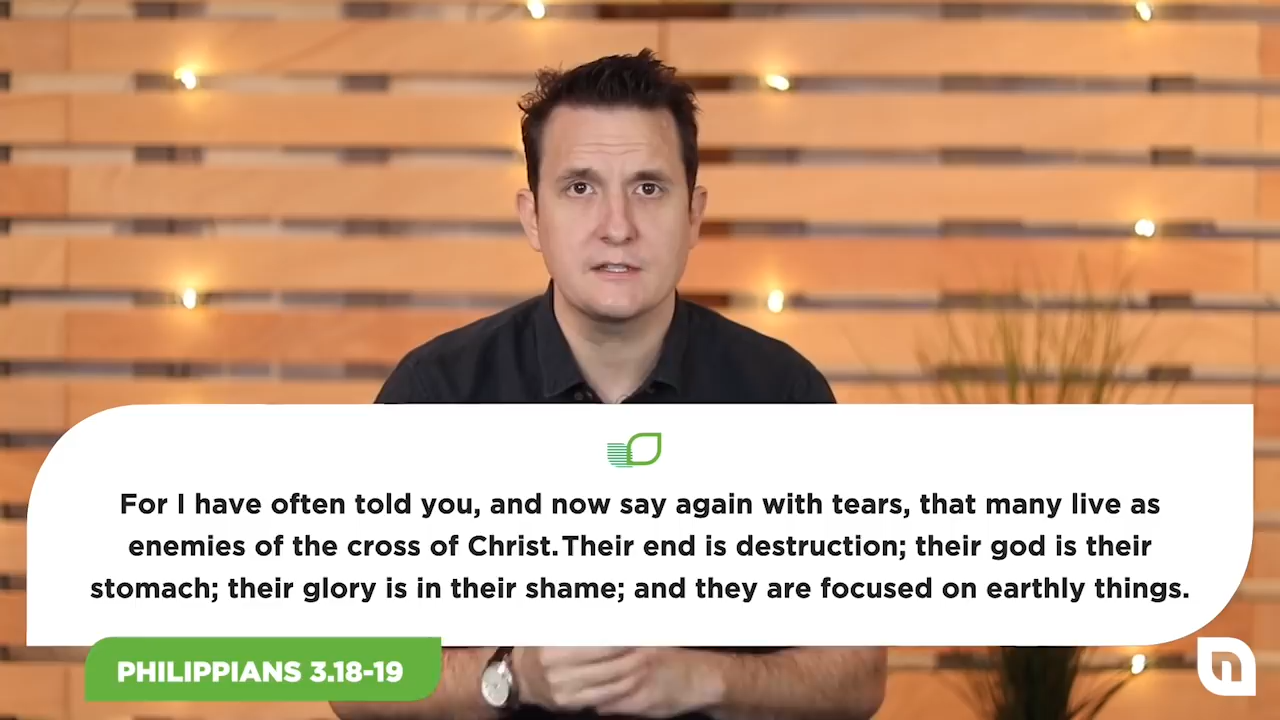 For I have often told you, and now say again with tears, that many live as
enemies of the cross of Christ.Their end is destruction; their god is their
stomach; their glory is in their shame; and they are focused on earthly things.
PHILIPPIANS 3.18-19